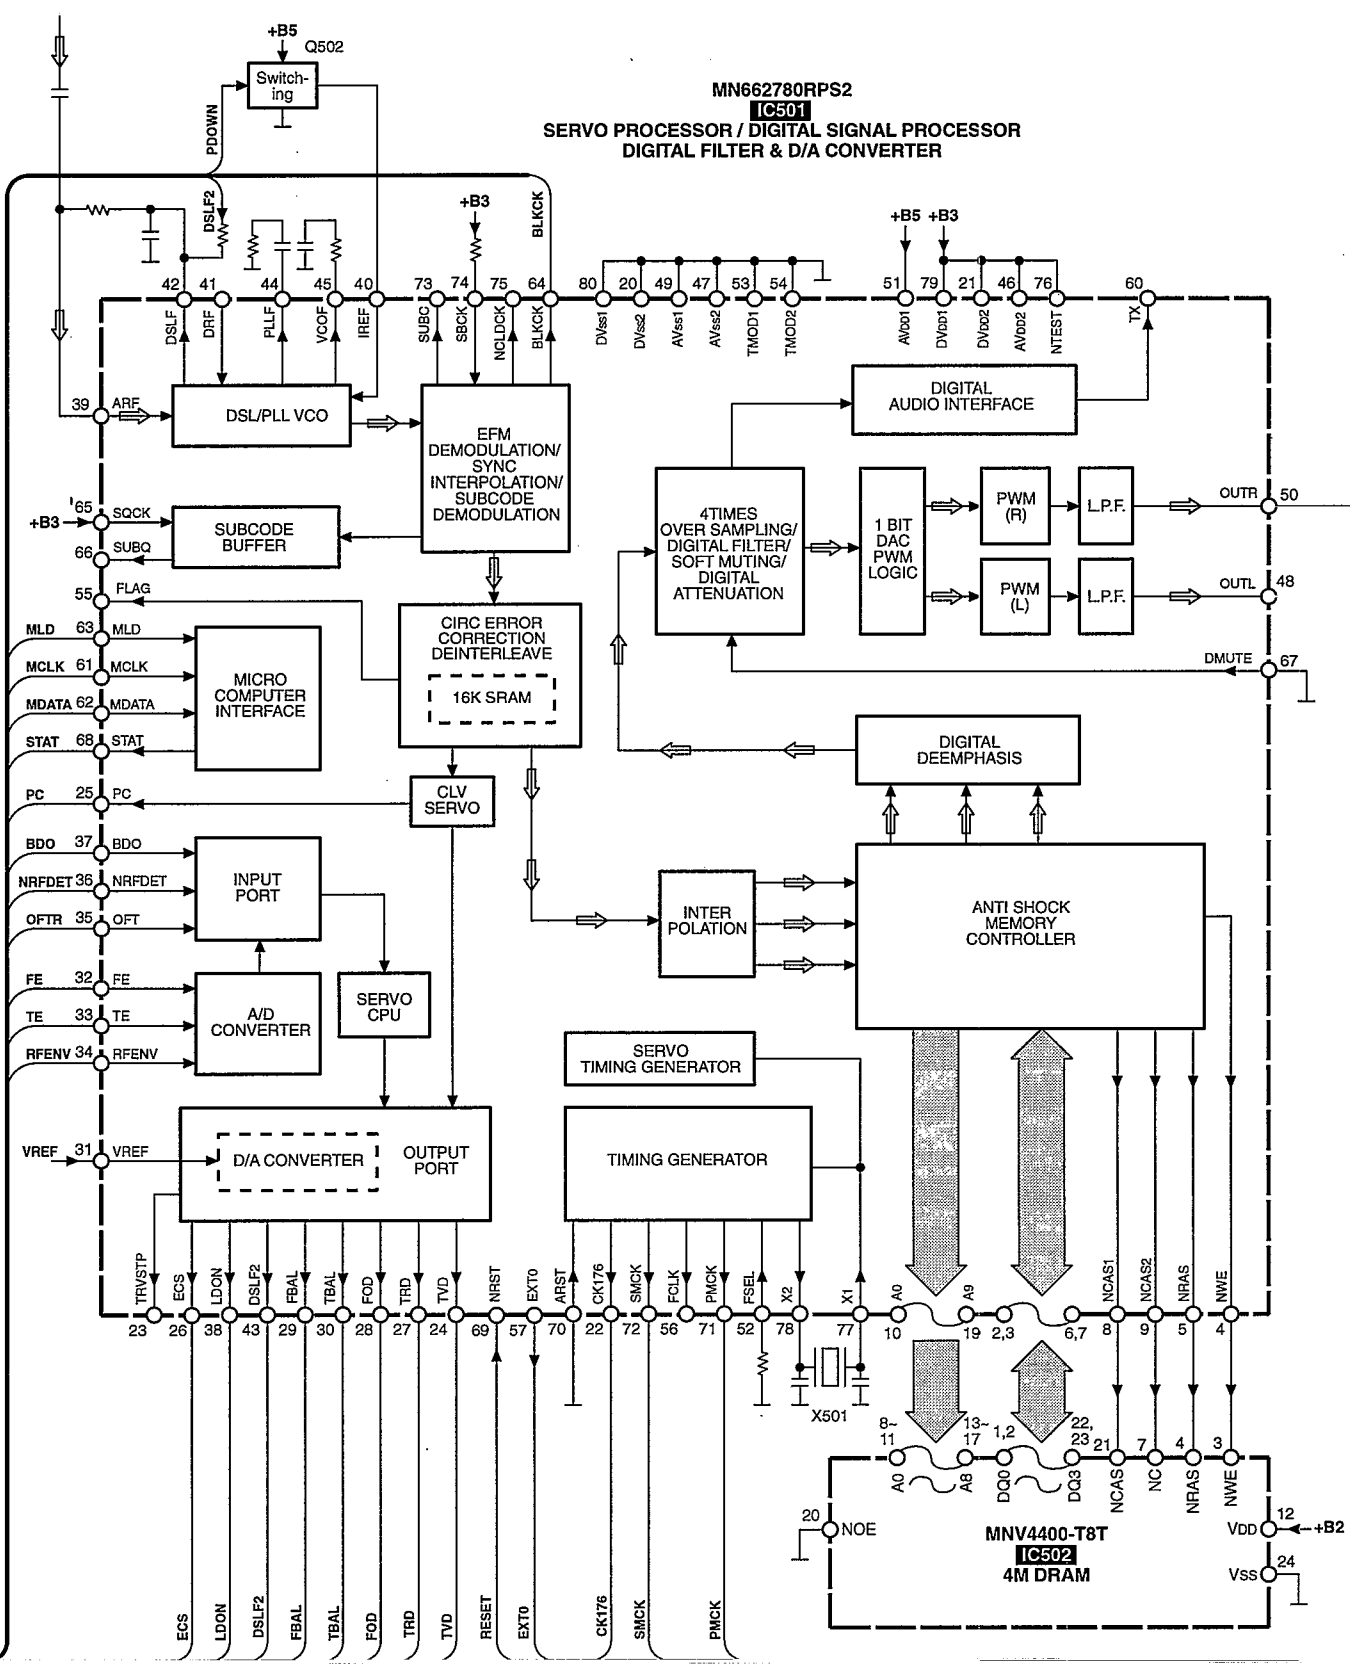 +B5
Q502
Switch-
ing
MN662780RPS2
IC501
SERVO PROCESSOR / DIGITAL SIGNAL PROCESSOR
DIGITAL FILTER & D/A CONVERTER
PDOWN
DSLF2
BLKCK
+B3
+B5 +B3
42 41 44 45 40 73 74 75 64 80 20 49 47 53 54 51 79 21 46 76 60
DSLF DRF PLLF VCOF IREF SUBC SBCK NCLDCK BLKCK DVss1 DVss2 AVss1 AVss2 TMOD1 TMOD2 AVDD1 DVDD1 DVDD2 AVDD2 NTEST TX
39 ARF
DSL/PLL VCO
DIGITAL
AUDIO INTERFACE
EFM
DEMODULATION/
SYNC
INTERPOLATION/
SUBCODE
DEMODULATION
+B3 65 SQCK
66 SUBQ
SUBCODE
BUFFER
4TIMES
OVER SAMPLING/
DIGITAL FILTER/
SOFT MUTING/
DIGITAL
ATTENUATION
1 BIT
DAC
PWM
LOGIC
PWM
(R)
L.P.F.
OUTR 50
PWM
(L)
L.P.F.
OUTL 48
DMUTE 67
55 FLAG
MLD 63 MLD
MCLK 61 MCLK
MDATA 62 MDATA
STAT 68 STAT
MICRO
COMPUTER
INTERFACE
CIRC ERROR
CORRECTION
DEINTERLEAVE
16K SRAM
DIGITAL
DEEMPHASIS
PC 25 PC
CLV
SERVO
BDO 37 BDO
NRFDET 36 NRFDET
OFTR 35 OFT
INPUT
PORT
INTER
POLATION
ANTI SHOCK
MEMORY
CONTROLLER
FE 32 FE
TE 33 TE
RFENV 34 RFENV
A/D
CONVERTER
SERVO
CPU
SERVO
TIMING GENERATOR
VREF 31 VREF
D/A CONVERTER
OUTPUT
PORT
TIMING GENERATOR
TRVSTP ECS LDON DSLF2 FBAL TBAL FOD TRD TVD NRST EXT0 ARST CK176 SMCK FCLK PMCK FSEL X2 X1 A0 A9 NCAS1 NCAS2 NRAS NWE
23 26 38 43 29 30 28 27 24 69 57 70 22 72 56 71 52 78 77 10 19 2,3 6,7 8 9 5 4
X501
8~
11
13~
17
1,2
22,
23
21 7 4 3
A0 A8 DQ0 DQ3 NCAS NC NRAS NWE
20 NOE
MNV4400-T8T
IC502
4M DRAM
VDD 12 +B2
VSS 24
ECS LDON DSLF2 FBAL TBAL FOD TRD TVD RESET EXT0 CK176 SMCK PMCK